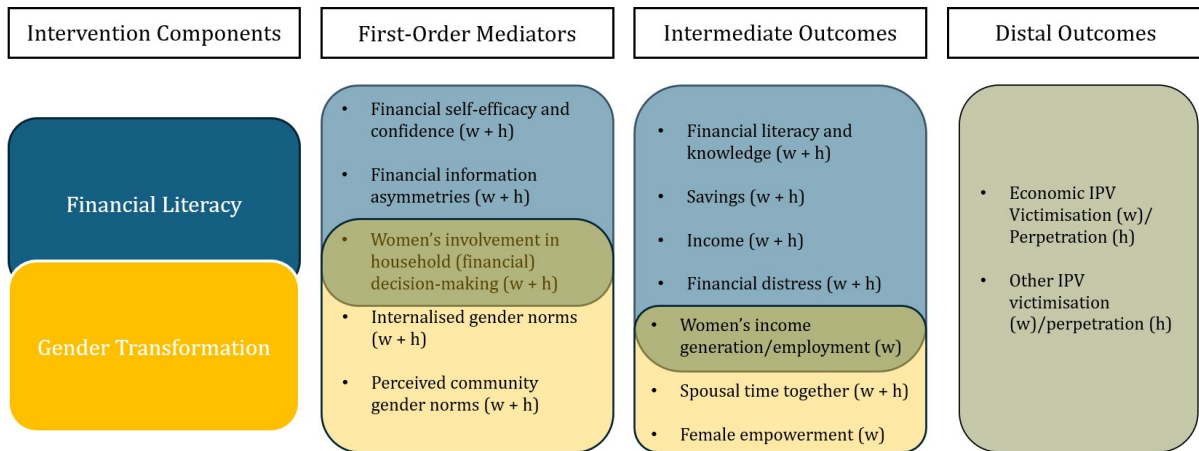 Intervention Components
First-Order Mediators
Intermediate Outcomes
Distal Outcomes
Financial Literacy
Gender Transformation
• Financial self-efficacy and
confidence (w + h)
• Financial information
asymmetries (w + h)
• Women's involvement in
household (financial)
decision-making (w + h)
• Internalised gender norms
(w + h)
• Perceived community
gender norms (w + h)
• Financial literacy and
knowledge (w + h)
• Savings (w + h)
• Income (w + h)
• Financial distress (w + h)
• Women's income
generation/employment (w)
• Spousal time together (w + h)
• Female empowerment (w)
• Economic IPV
Victimisation (w)/
Perpetration (h)
• Other IPV
victimisation
(w)/perpetration (h)